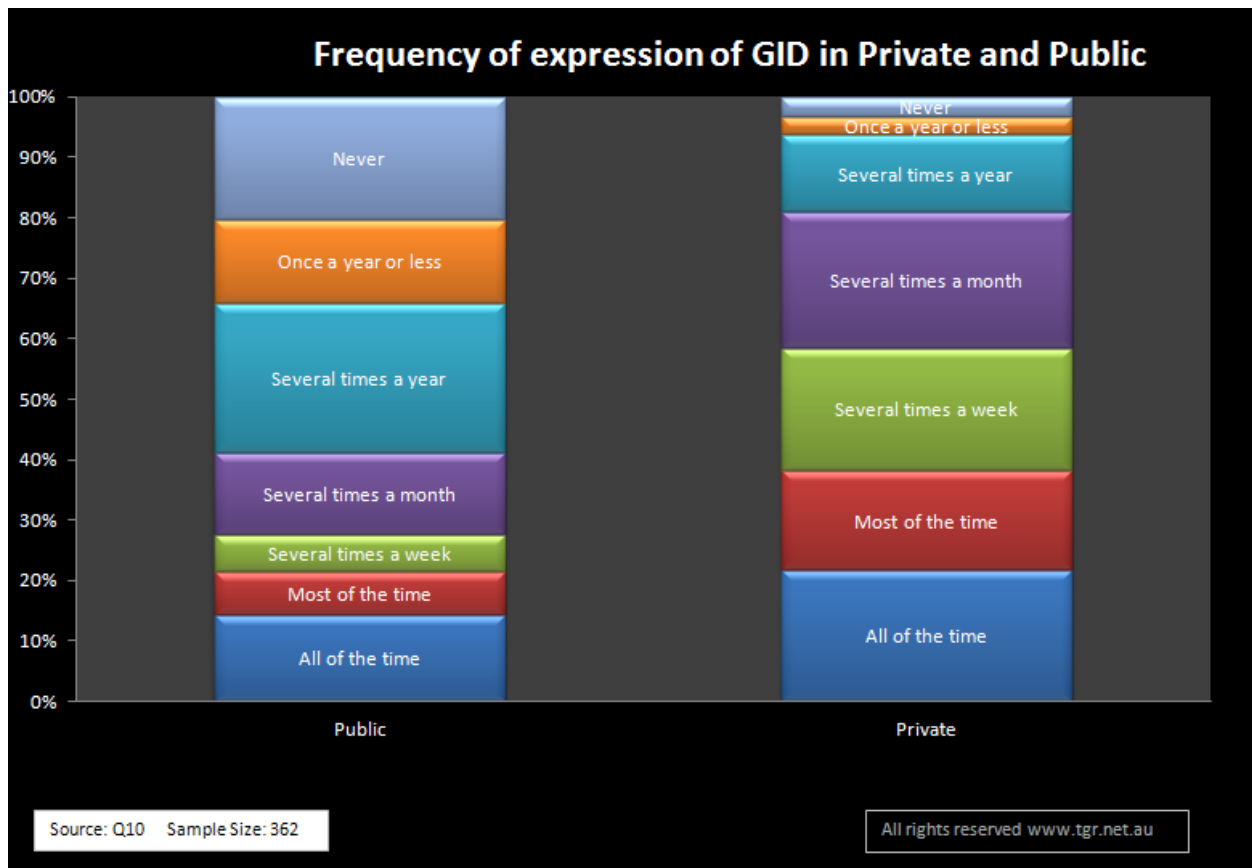 Frequency of expression of GID in Private and Public
100%
90%
80%
70%
60%
50%
40%
30%
20%
10%
0%
Never
Once a year or less
Several times a year
Several times a month
Several times a week
Most of the time
All of the time
Never
Once a year or less
Several times a year
Several times a month
Several times a week
Most of the time
All of the time
Public
Private
Source: Q10 Sample Size: 362
All rights reserved www.tgr.net.au